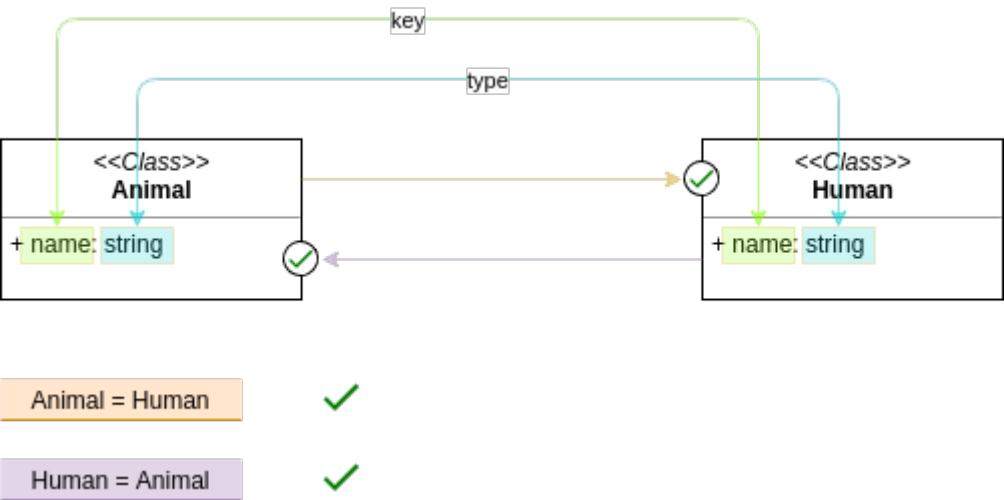 key
type
<<Class>>
Animal
+ name: string
<<Class>>
Human
+ name: string
Animal = Human
Human = Animal